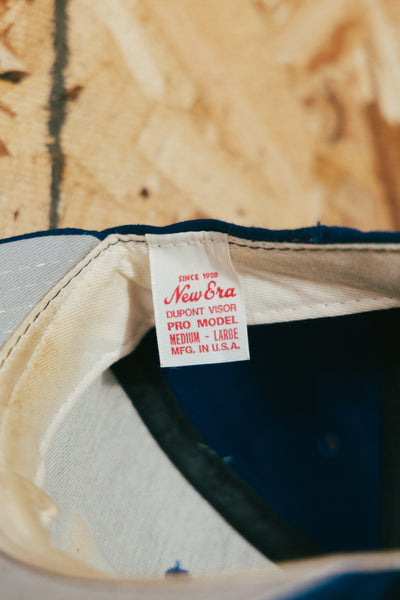 SINCE 1920
New Era
DUPONT VISOR
PRO MODEL
MEDIUM - LARGE
MFG. IN U.S.A.